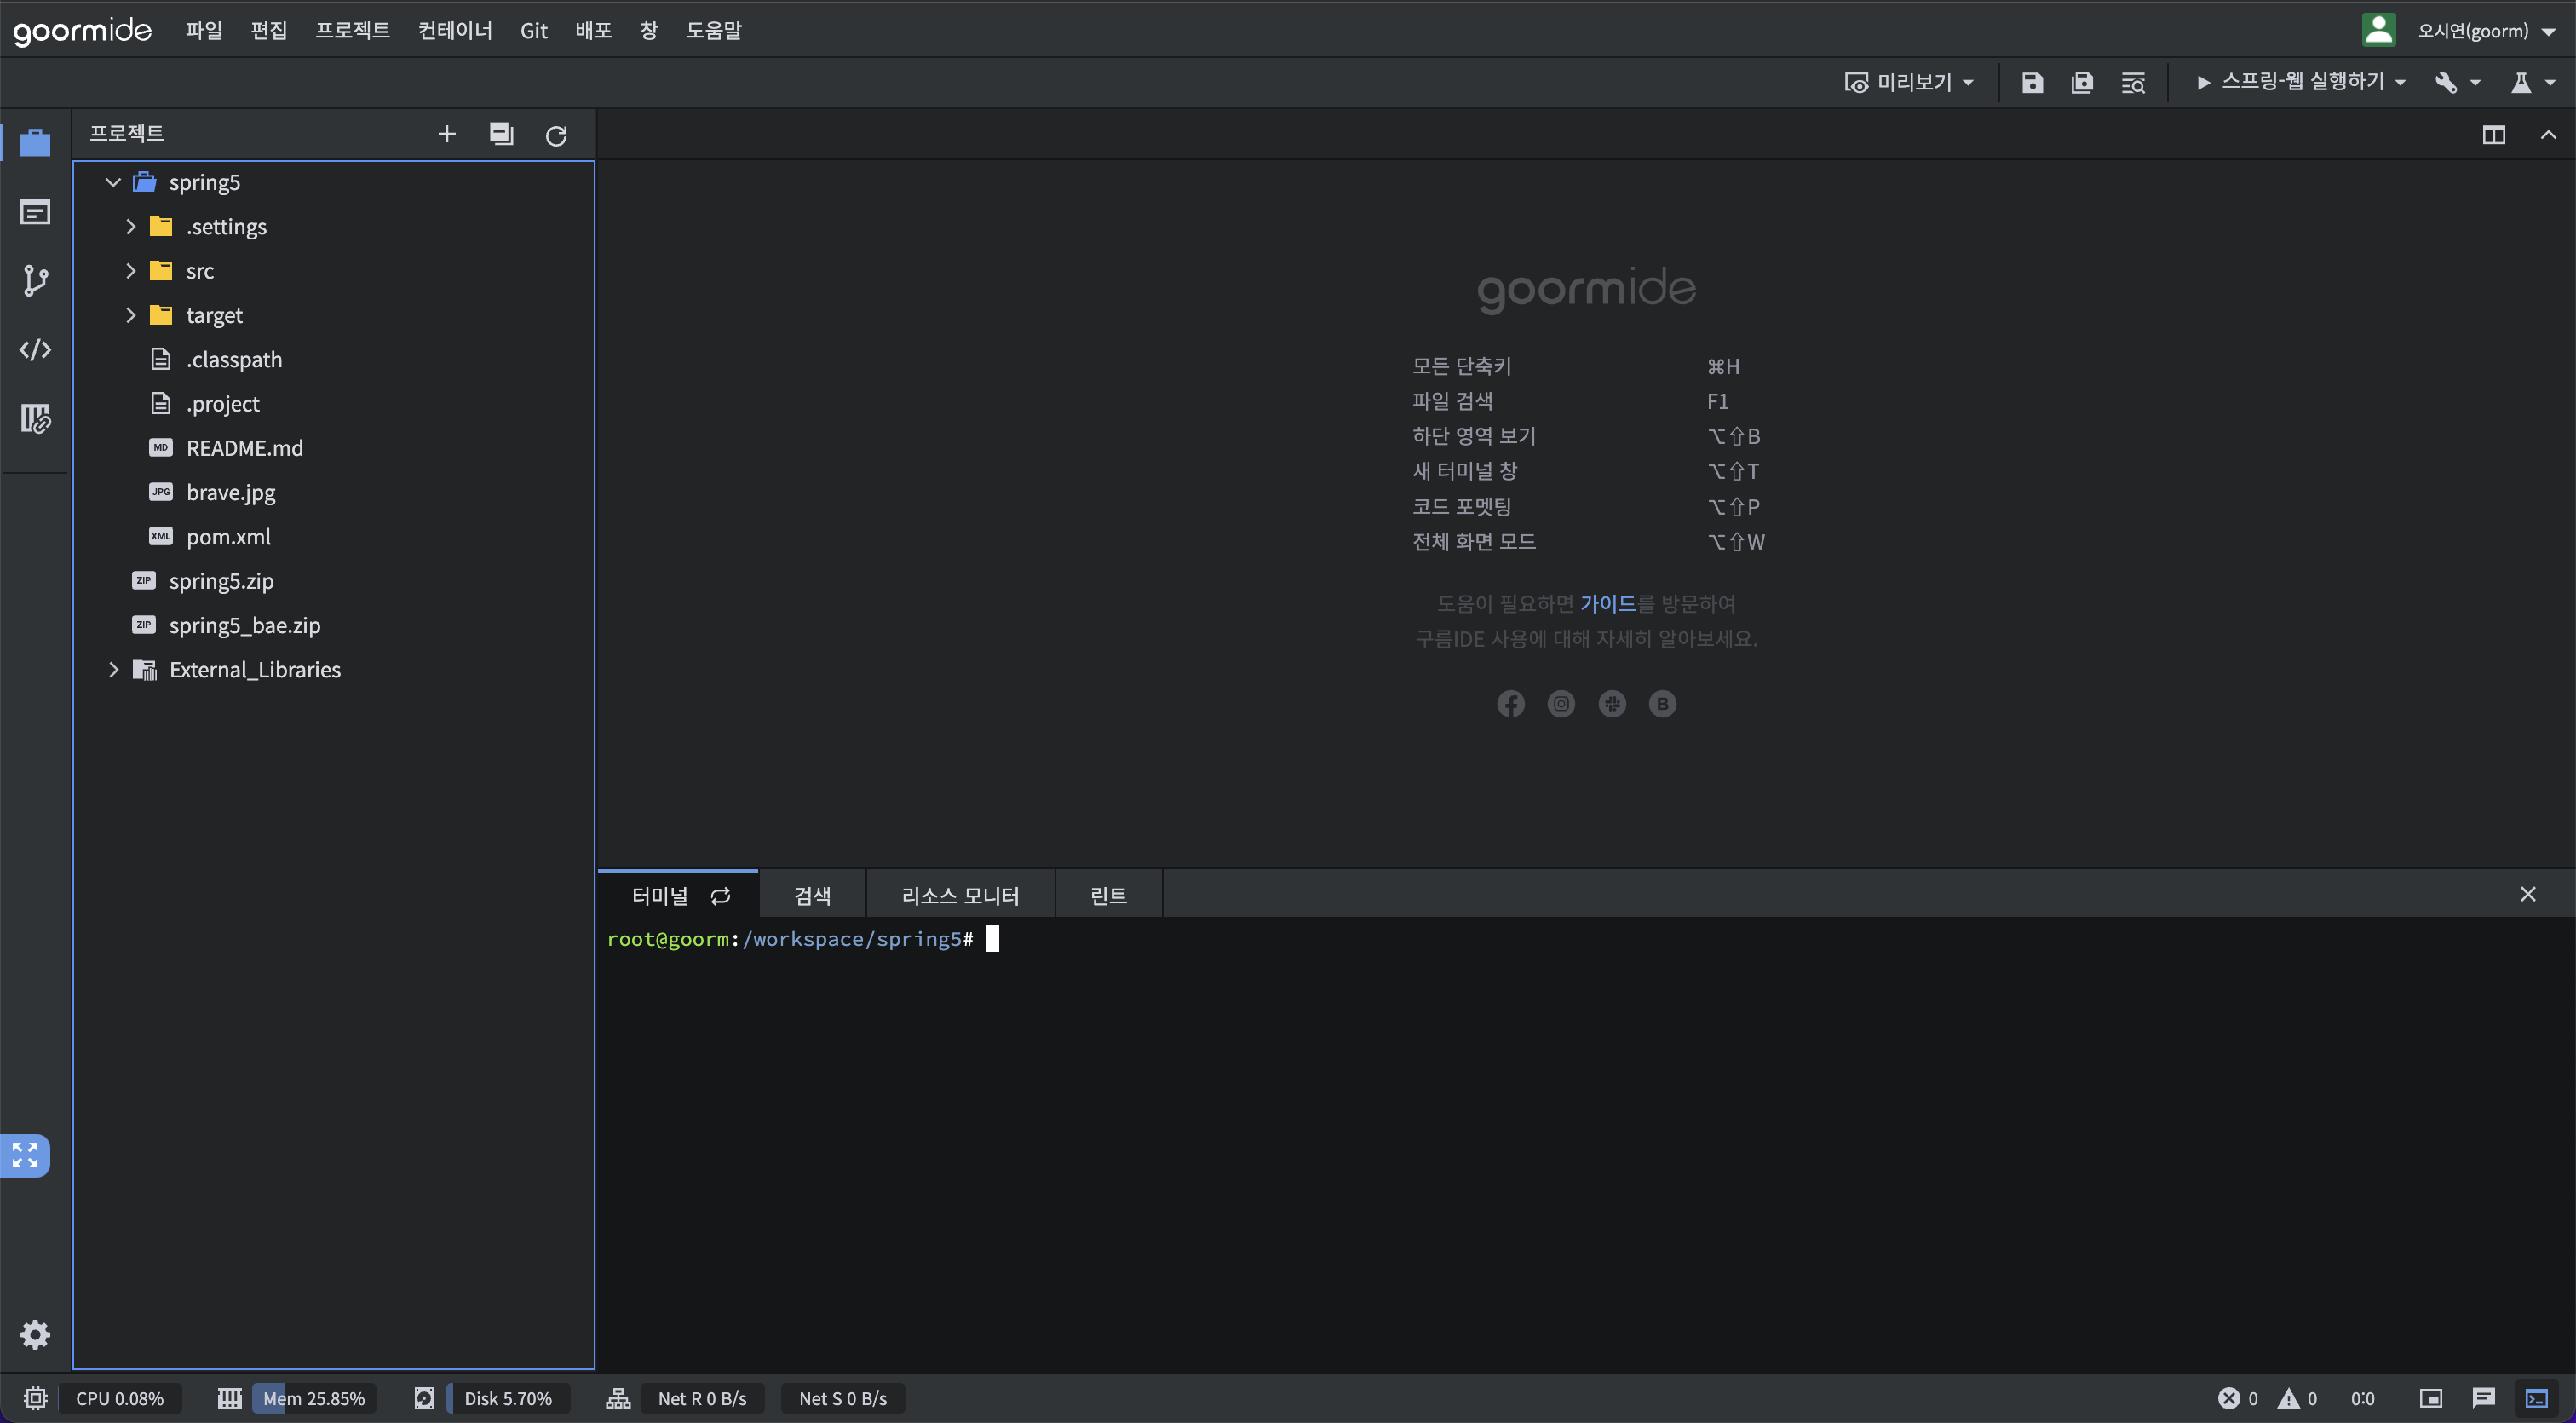 goormide 파일 편집 프로젝트 컨테이너 Git 배포 창 도움말 오시연(goorm)
미리보기 스프링-웹 실행하기
프로젝트
spring5
.settings
src
target
.classpath
.project
MD README.md
JPG brave.jpg
XML pom.xml
ZIP spring5.zip
ZIP spring5_bae.zip
External_Libraries
goormide
모든 단축키 ⌘H
파일 검색 F1
하단 영역 보기 ⌥⇧B
새 터미널 창 ⌥⇧T
코드 포멧팅 ⌥⇧P
전체 화면 모드 ⌥⇧W
도움이 필요하면 가이드를 방문하여
구름IDE 사용에 대해 자세히 알아보세요.
B
터미널 검색 리소스 모니터 린트
root@goorm:/workspace/spring5#
CPU 0.08% Mem 25.85% Disk 5.70% Net R 0 B/s Net S 0 B/s 0 0 0:0